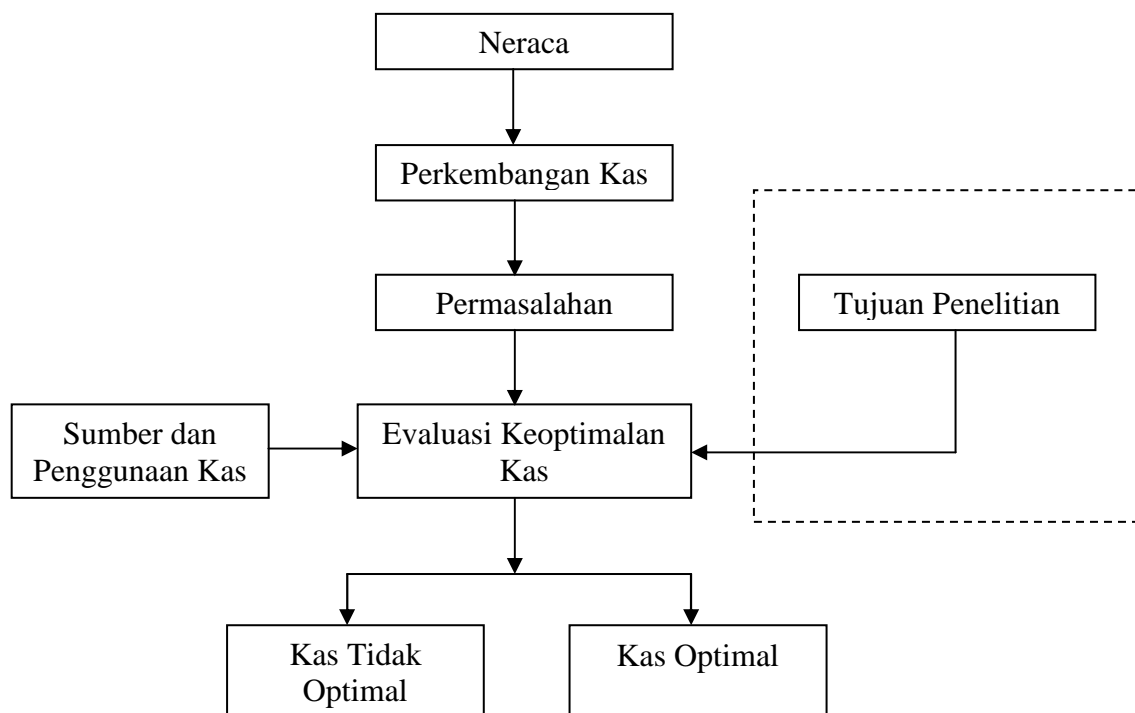 Neraca
Perkembangan Kas
Permasalahan
Tujuan Penelitian
Sumber dan
Penggunaan Kas
Evaluasi Keoptimalan
Kas
Kas Tidak
Optimal
Kas Optimal